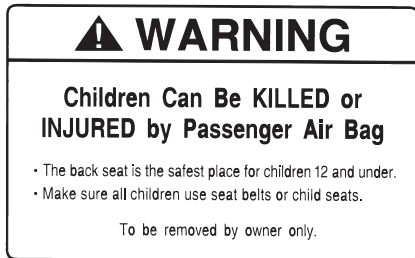 WARNING
Children Can Be KILLED or
INJURED by Passenger Air Bag
• The back seat is the safest place for children 12 and under.
• Make sure all children use seat belts or child seats.
To be removed by owner only.